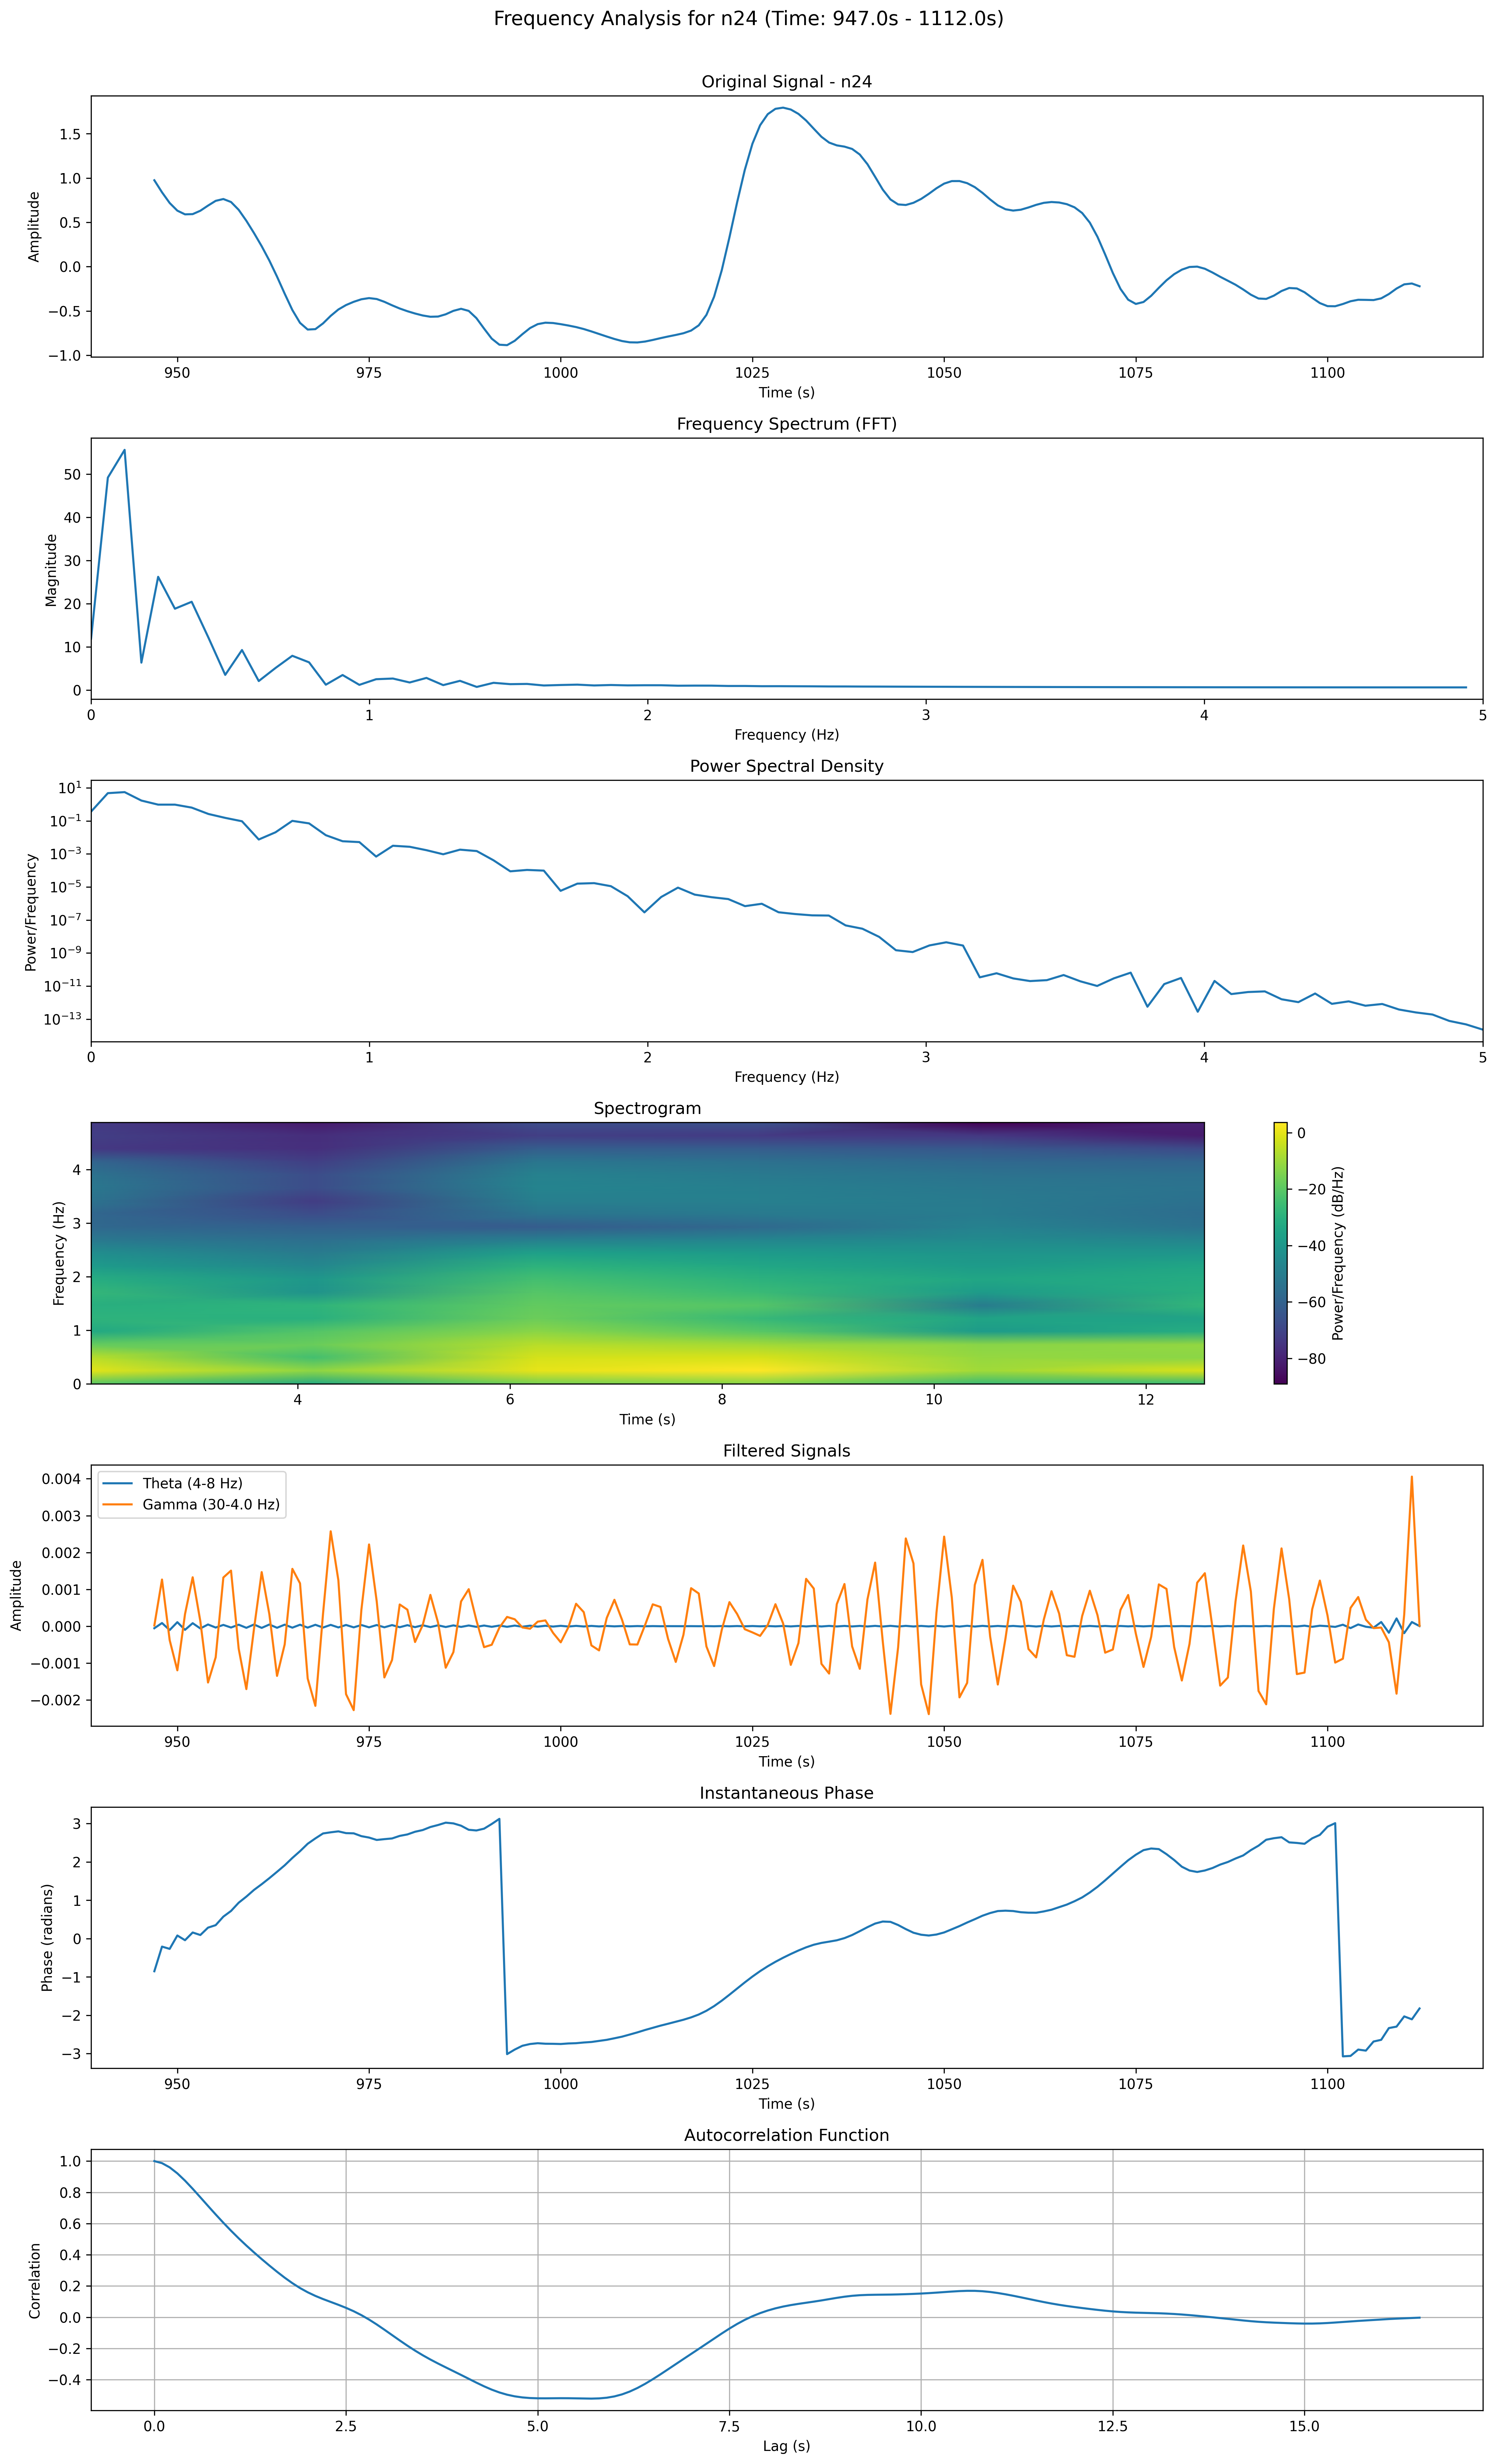 Frequency Analysis for n24 (Time: 947.0s - 1112.0s)
Original Signal - n24
Amplitude
1.5
1.0
0.5
0.0
−0.5
−1.0
950 975 1000 1025 1050 1075 1100
Time (s)
Frequency Spectrum (FFT)
Magnitude
50
40
30
20
10
0
0 1 2 3 4 5
Frequency (Hz)
Power Spectral Density
Power/Frequency
10¹
10⁻¹
10⁻³
10⁻⁵
10⁻⁷
10⁻⁹
10⁻¹¹
10⁻¹³
0 1 2 3 4 5
Frequency (Hz)
Spectrogram
Frequency (Hz)
4
3
2
1
0
4 6 8 10 12
Time (s)
0
−20
−40
−60
−80
Power/Frequency (dB/Hz)
Filtered Signals
Theta (4-8 Hz)
Gamma (30-4.0 Hz)
Amplitude
0.004
0.003
0.002
0.001
0.000
−0.001
−0.002
950 975 1000 1025 1050 1075 1100
Time (s)
Instantaneous Phase
Phase (radians)
3
2
1
0
−1
−2
−3
950 975 1000 1025 1050 1075 1100
Time (s)
Autocorrelation Function
Correlation
1.0
0.8
0.6
0.4
0.2
0.0
−0.2
−0.4
0.0 2.5 5.0 7.5 10.0 12.5 15.0
Lag (s)